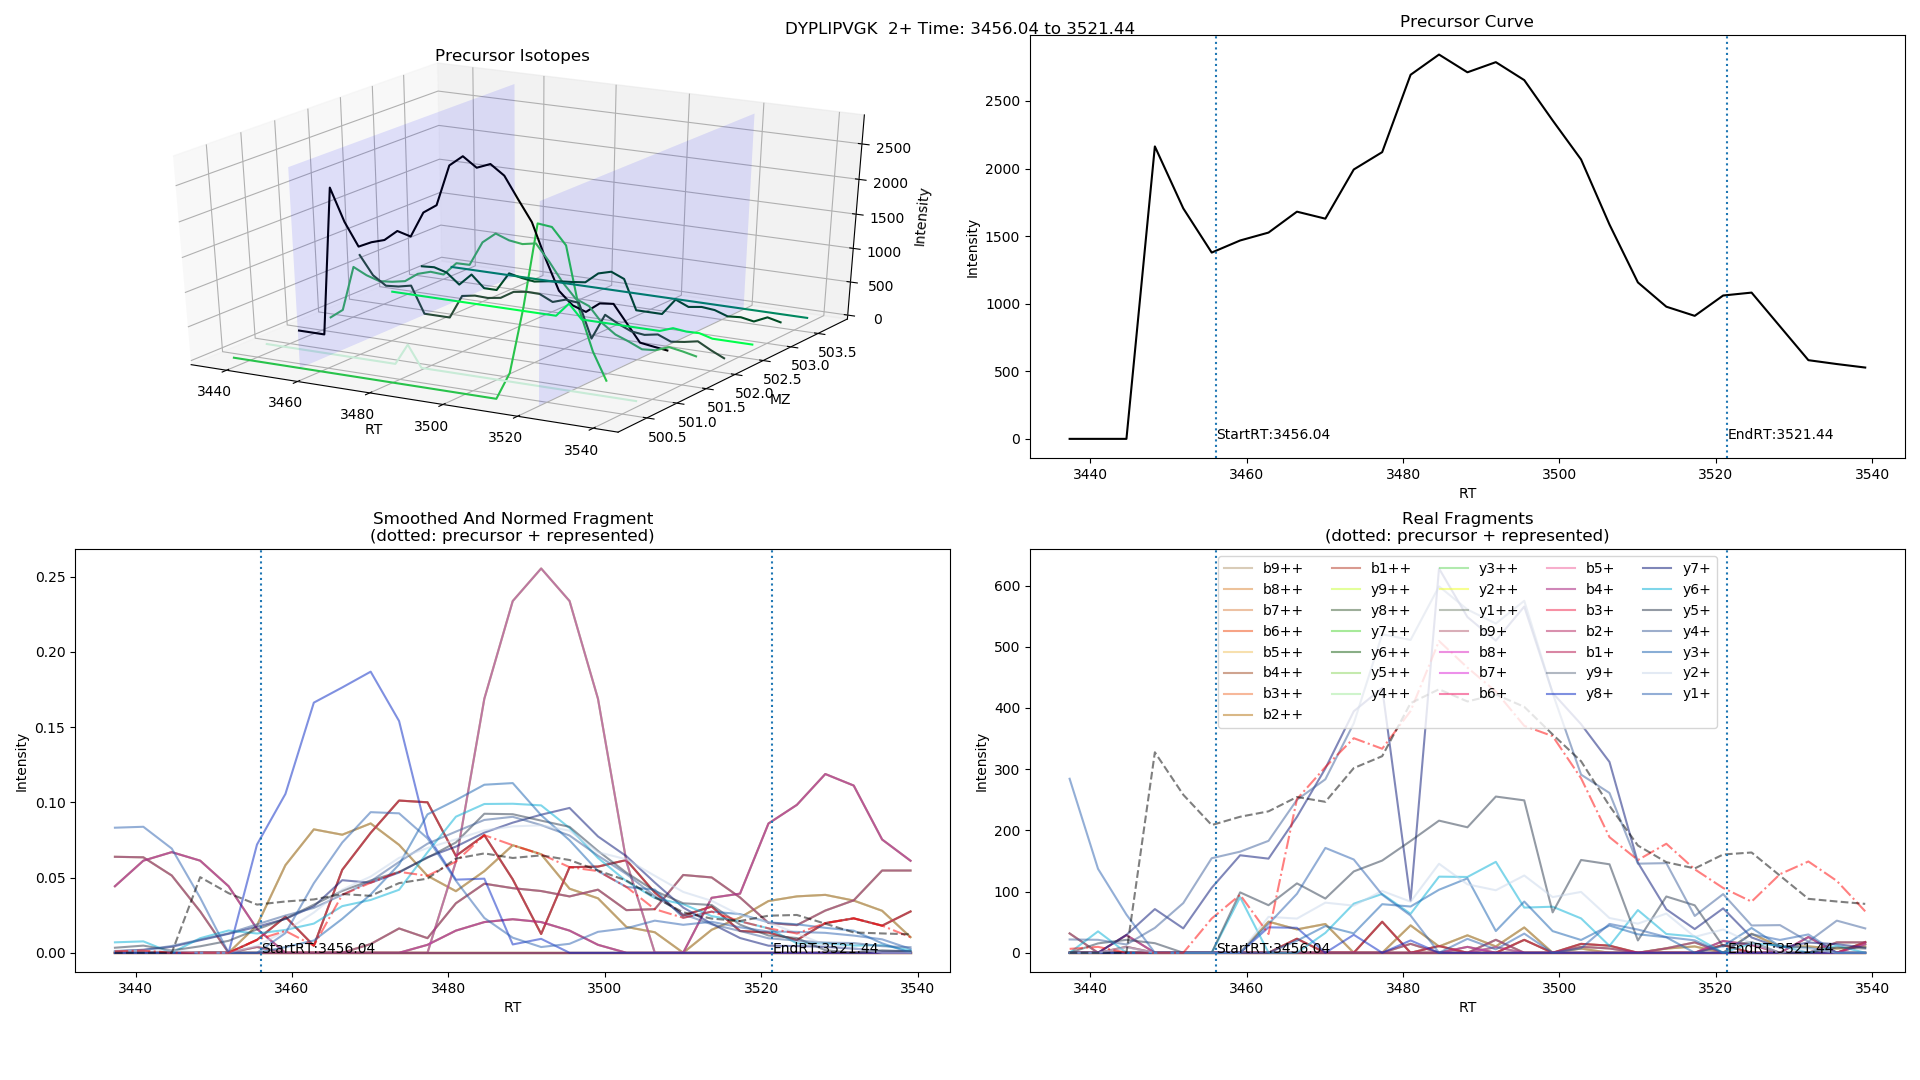 DYPLIPVGK  2+ Time: 3456.04 to 3521.44
Precursor Isotopes
2500
2000
1500
1000
500
0
Intensity
3440
3460
3480
3500
3520
3540
RT
500.5
501.0
501.5
502.0
502.5
503.0
503.5
MZ
Precursor Curve
2500
2000
1500
1000
500
0
Intensity
StartRT:3456.04
EndRT:3521.44
3440 3460 3480 3500 3520 3540
RT
Smoothed And Normed Fragment
(dotted: precursor + represented)
0.25
0.20
0.15
0.10
0.05
0.00
Intensity
StartRT:3456.04
EndRT:3521.44
3440 3460 3480 3500 3520 3540
RT
Real Fragments
(dotted: precursor + represented)
600
500
400
300
200
100
0
Intensity
b9++ b1++ y3++ b5+ y7+
b8++ y9++ y2++ b4+ y6+
b7++ y8++ y1++ b3+ y5+
b6++ y7++ b9+ b2+ y4+
b5++ y6++ b8+ b1+ y3+
b4++ y5++ b7+ y9+ y2+
b3++ y4++ b6+ y8+ y1+
b2++
StartRT:3456.04
EndRT:3521.44
3440 3460 3480 3500 3520 3540
RT